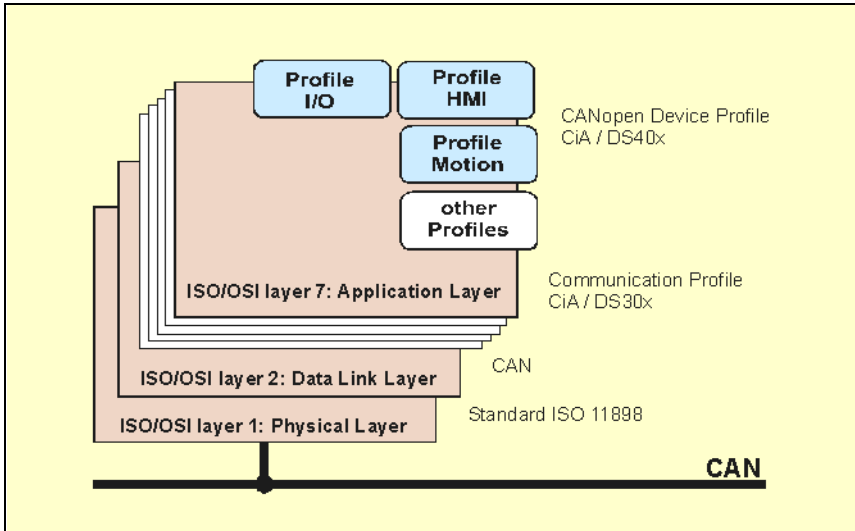 Profile
I/O
Profile
HMI
CANopen Device Profile
CiA / DS40x
Profile
Motion
other
Profiles
ISO/OSI layer 7: Application Layer
Communication Profile
CiA / DS30x
CAN
ISO/OSI layer 2: Data Link Layer
Standard ISO 11898
ISO/OSI layer 1: Physical Layer
CAN